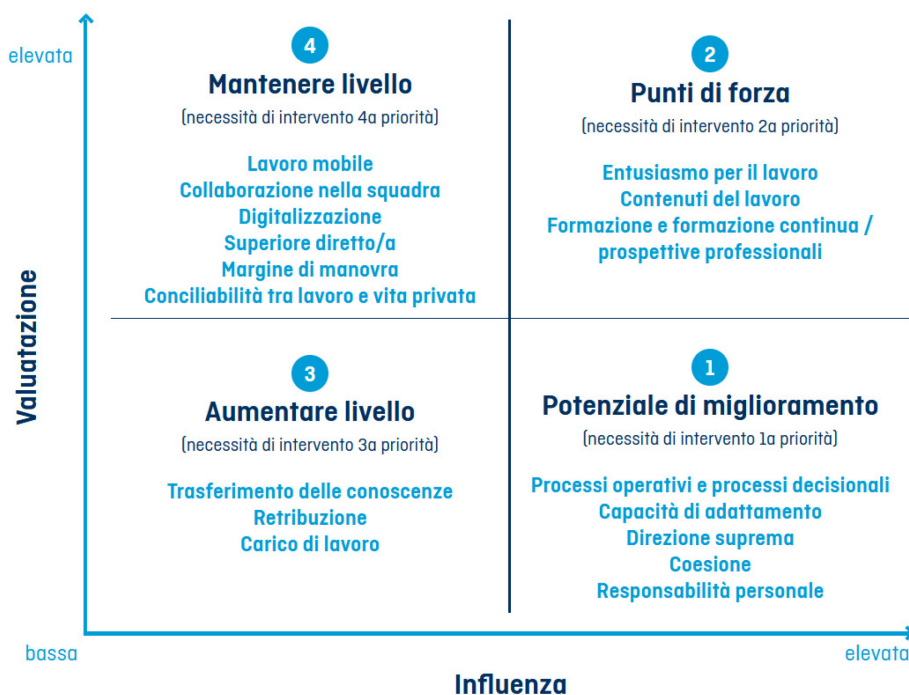 elevata
4
Mantenere livello
(necessità di intervento 4a priorità)
Lavoro mobile
Collaborazione nella squadra
Digitalizzazione
Superiore diretto/a
Margine di manovra
Conciliabilità tra lavoro e vita privata
2
Punti di forza
(necessità di intervento 2a priorità)
Entusiasmo per il lavoro
Contenuti del lavoro
Formazione e formazione continua /
prospettive professionali
Valuatazione
3
Aumentare livello
(necessità di intervento 3a priorità)
Trasferimento delle conoscenze
Retribuzione
Carico di lavoro
1
Potenziale di miglioramento
(necessità di intervento 1a priorità)
Processi operativi e processi decisionali
Capacità di adattamento
Direzione suprema
Coesione
Responsabilità personale
bassa
elevata
Influenza